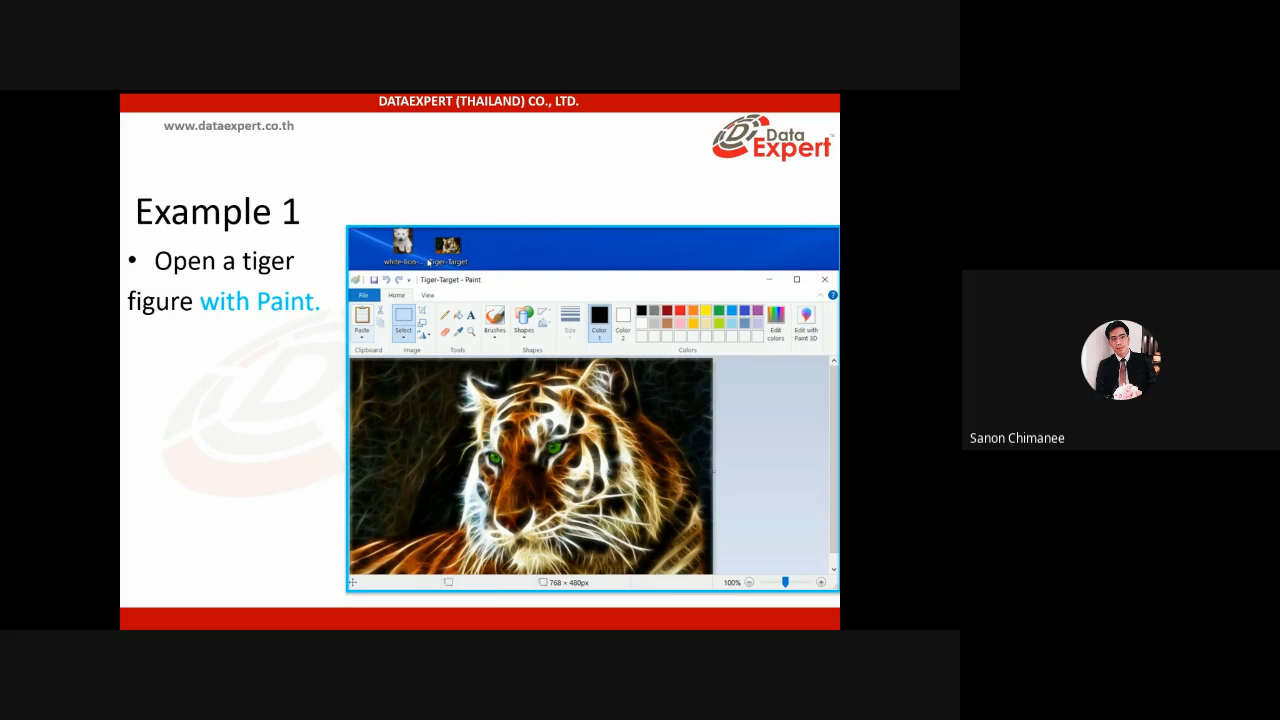 DATAEXPERT (THAILAND) CO., LTD.
www.dataexpert.co.th
Data
Expert
Example 1
• Open a tiger
figure with Paint.
white-lion-...
Tiger-Target
Tiger-Target - Paint
File
Home
View
Paste
Select
Brushes
Shapes
Size
Color
1
Color
2
Edit
colors
Edit with
Paint 3D
Clipboard
Image
Tools
Shapes
Colors
768 × 480px
100%
Sanon Chimanee